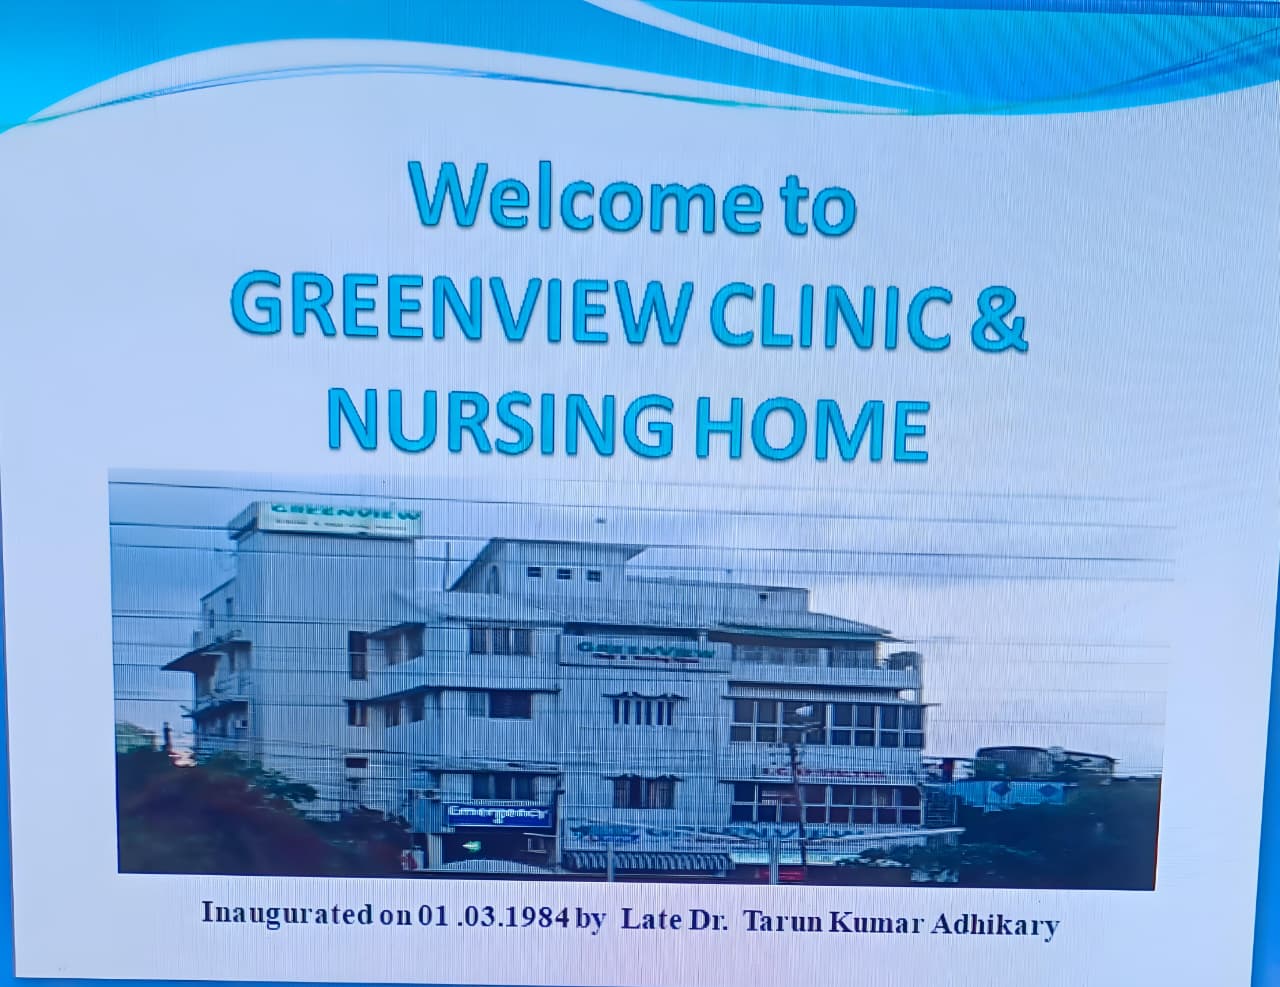 Welcome to
GREENVIEW CLINIC &
NURSING HOME
GREENVIEW
GREENVIEW
Emergency
Inaugurated on 01 .03.1984 by Late Dr. Tarun Kumar Adhikary